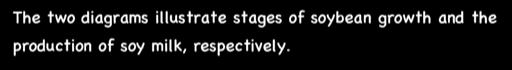 The two diagrams illustrate stages of soybean growth and the
production of soy milk, respectively.